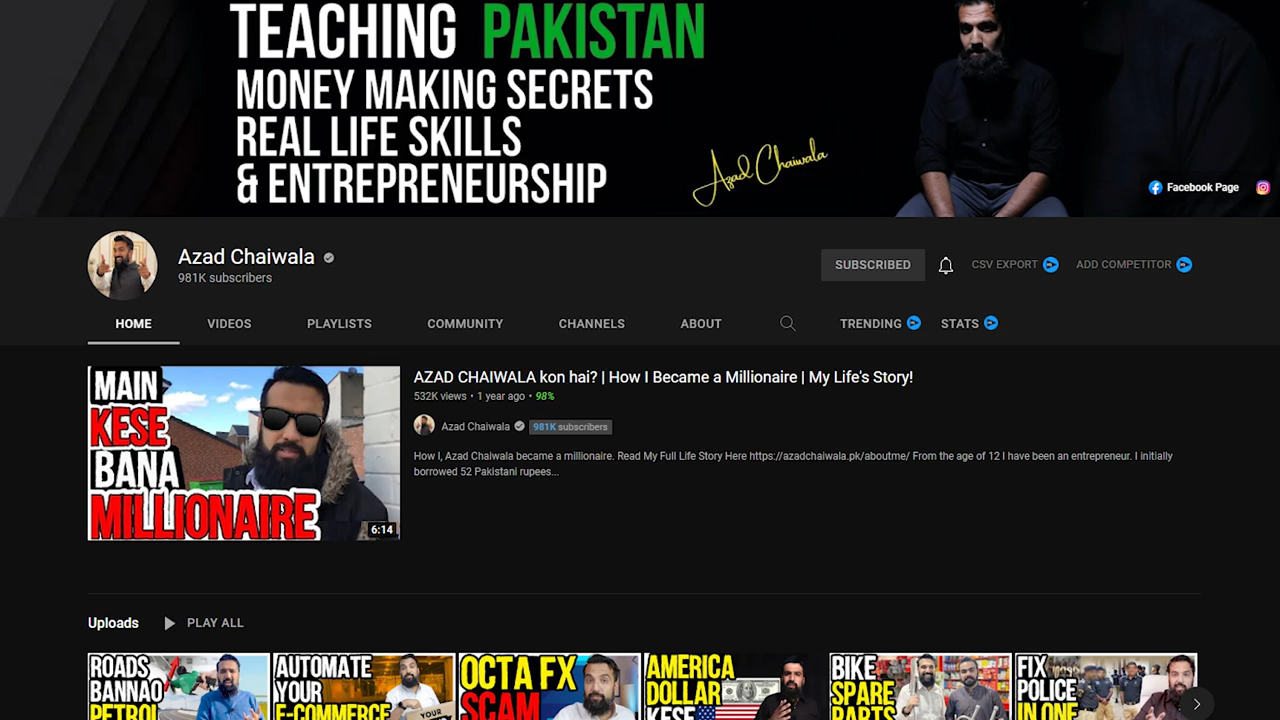 TEACHING PAKISTAN
MONEY MAKING SECRETS
REAL LIFE SKILLS
& ENTREPRENEURSHIP
Azad Chaiwala
Facebook Page
Azad Chaiwala
981K subscribers
SUBSCRIBED
CSV EXPORT
ADD COMPETITOR
HOME
VIDEOS
PLAYLISTS
COMMUNITY
CHANNELS
ABOUT
TRENDING
STATS
MAIN
KESE
BANA
MILLIONAIRE
6:14
AZAD CHAIWALA kon hai? | How I Became a Millionaire | My Life's Story!
532K views • 1 year ago • 98%
Azad Chaiwala
981K subscribers
How I, Azad Chaiwala became a millionaire. Read My Full Life Story Here https://azadchaiwala.pk/aboutme/ From the age of 12 I have been an entrepreneur. I initially
borrowed 52 Pakistani rupees...
Uploads
PLAY ALL
ROADS
BANNAO
PETROL
AUTOMATE
YOUR
E-COMMERCE
YOUR
OCTA FX
SCAM
AMERICA
DOLLAR
KESE
BIKE
SPARE
PARTS
FIX
POLICE
IN ONE